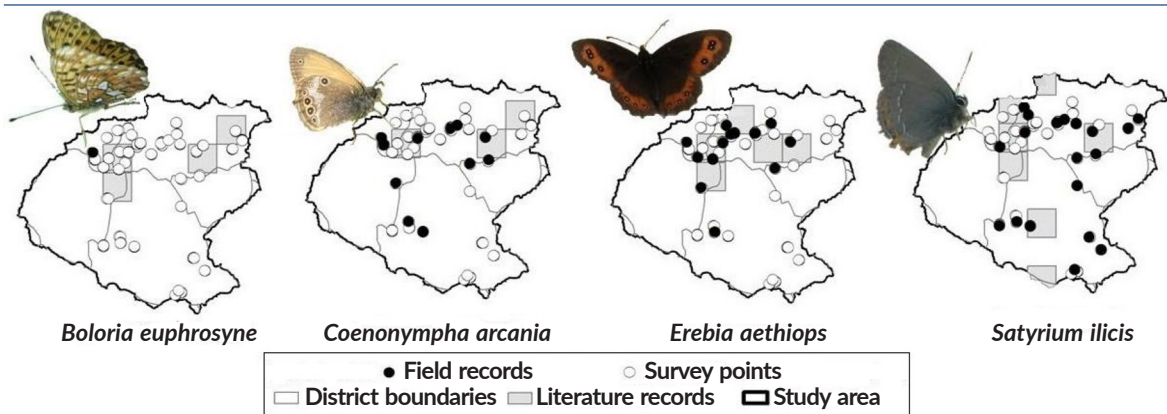 Boloria euphrosyne Coenonympha arcania Erebia aethiops Satyrium ilicis
Field records Survey points
District boundaries Literature records Study area